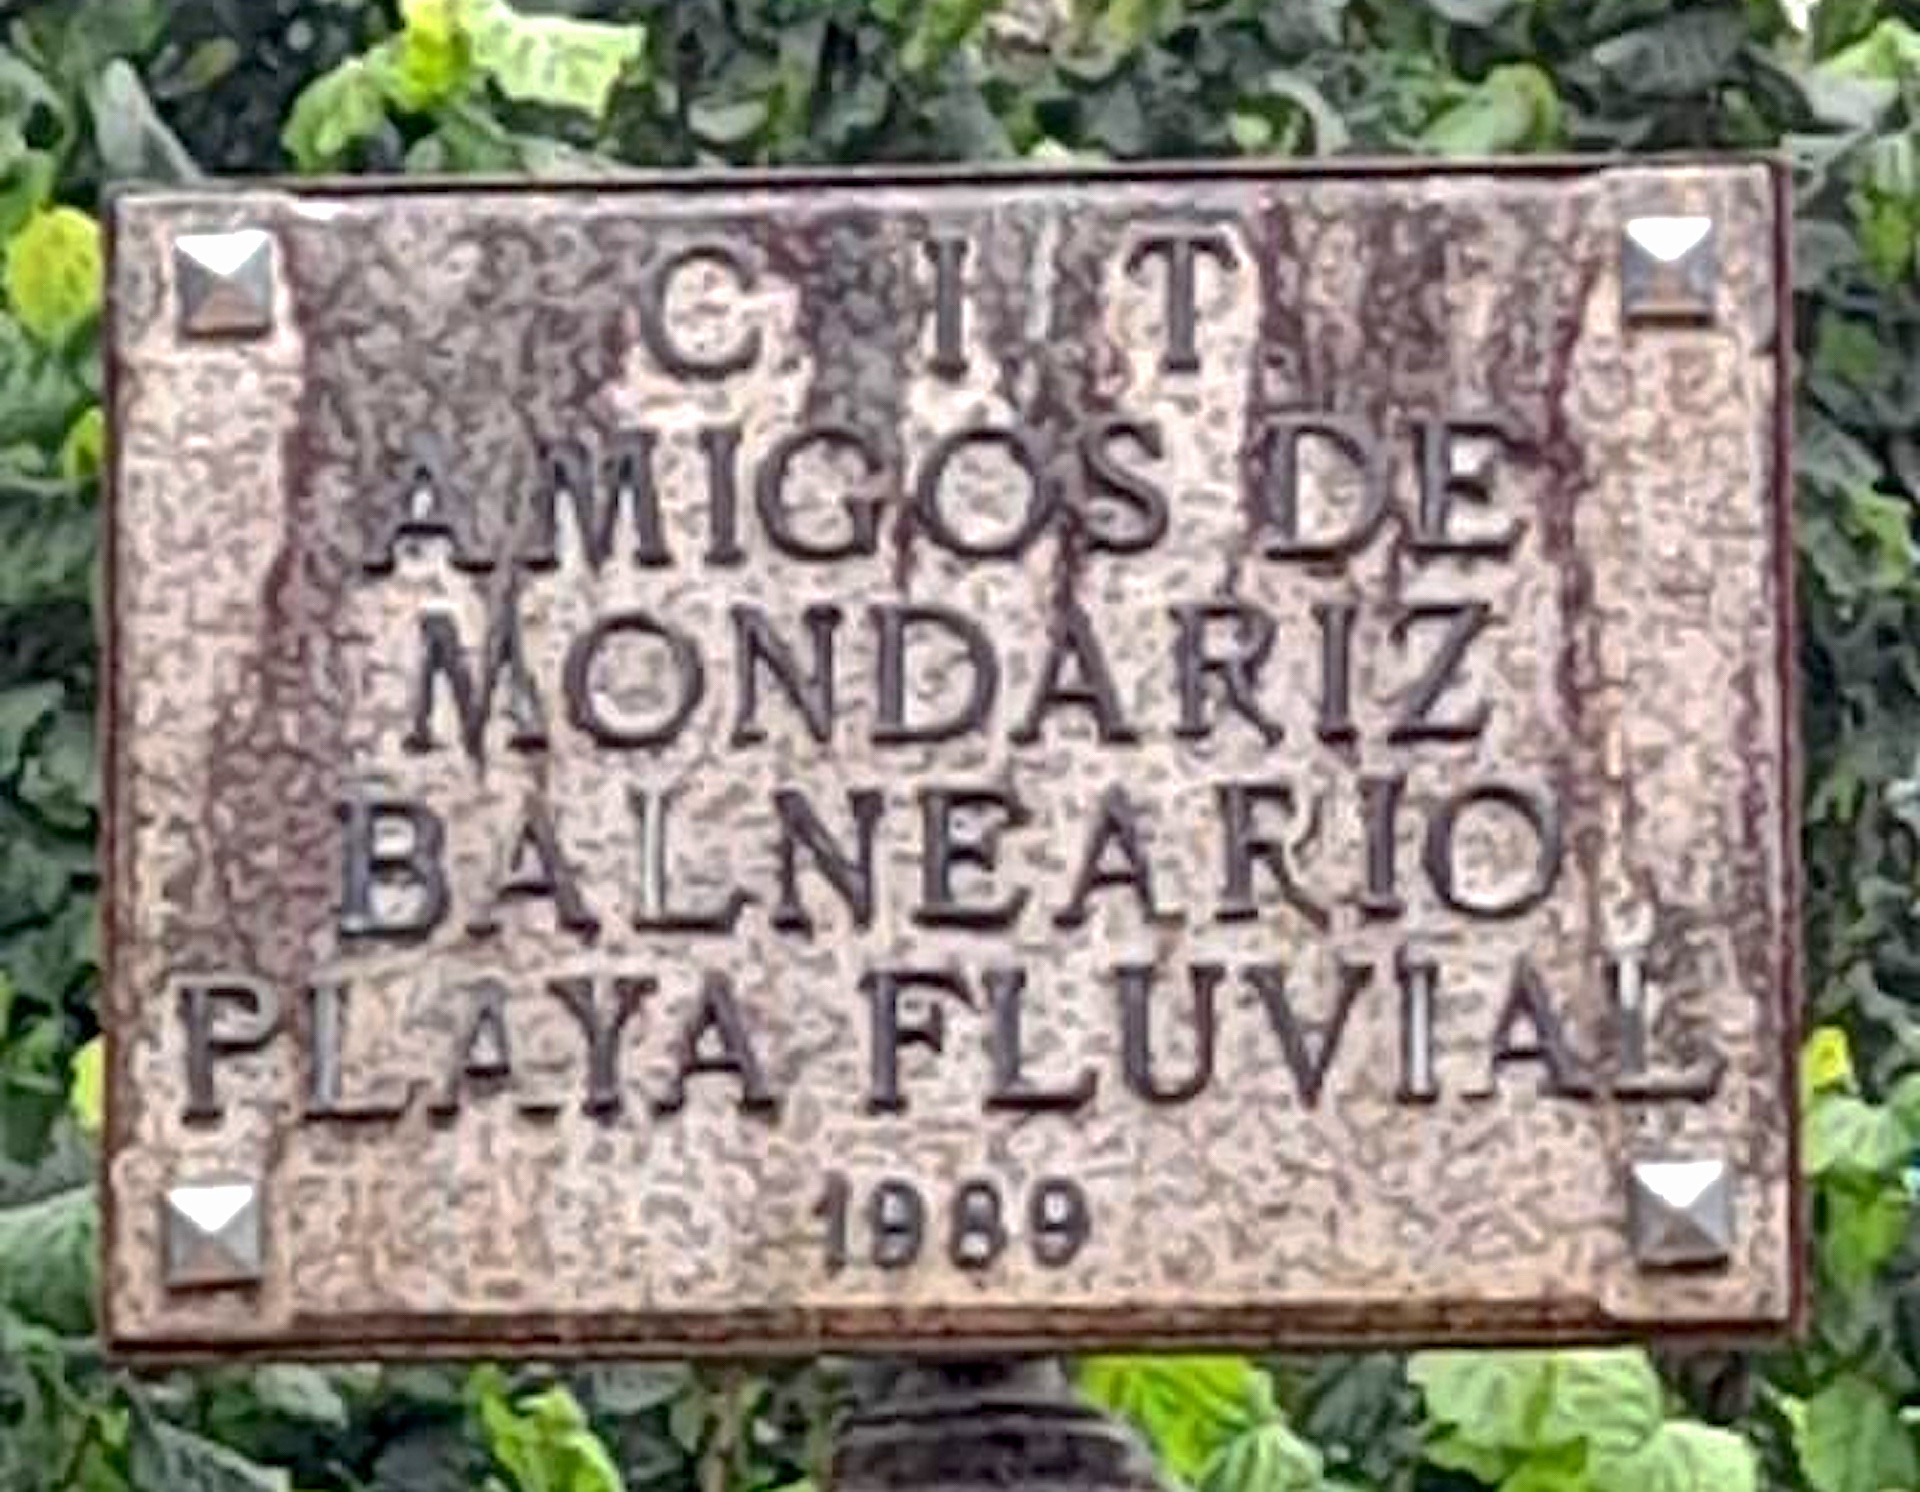 C I T
AMIGOS DE
MONDARIZ
BALNEARIO
PLAYA FLUVIAL
1989